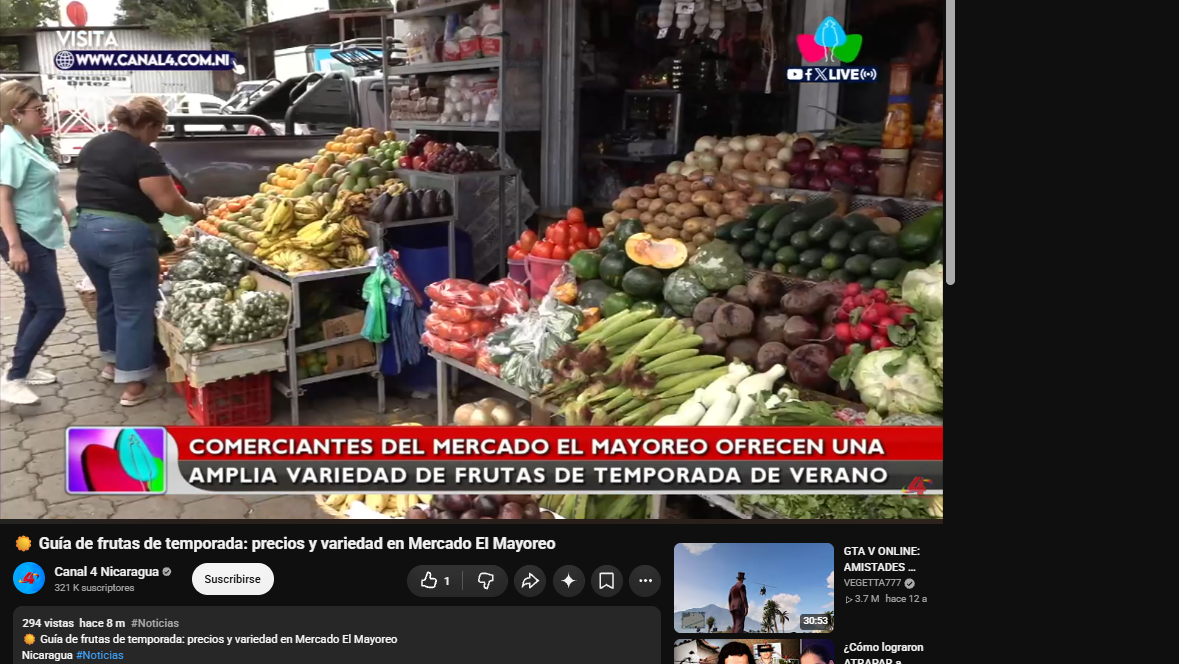 VISITA
WWW.CANAL4.COM.NI
Farmacia
Ortez
LIVE
COMERCIANTES DEL MERCADO EL MAYOREO OFRECEN UNA
AMPLIA VARIEDAD DE FRUTAS DE TEMPORADA DE VERANO
4
Guía de frutas de temporada: precios y variedad en Mercado El Mayoreo
Canal 4 Nicaragua
321 K suscriptores
Suscribirse
1
294 vistas hace 8 m #Noticias
Guía de frutas de temporada: precios y variedad en Mercado El Mayoreo
Nicaragua #Noticias
30:53
GTA V ONLINE:
AMISTADES ...
VEGETTA777
3.7 M hace 12 a
¿Cómo lograron
ATRAPAR a